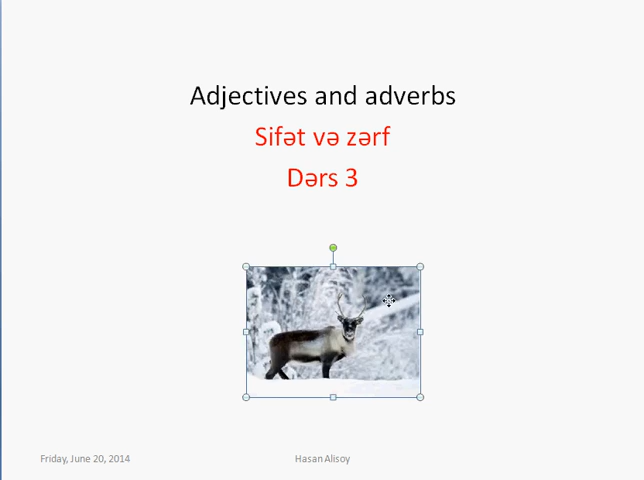 Adjectives and adverbs
Sifət və zərf
Dərs 3
Friday, June 20, 2014
Hasan Alisoy